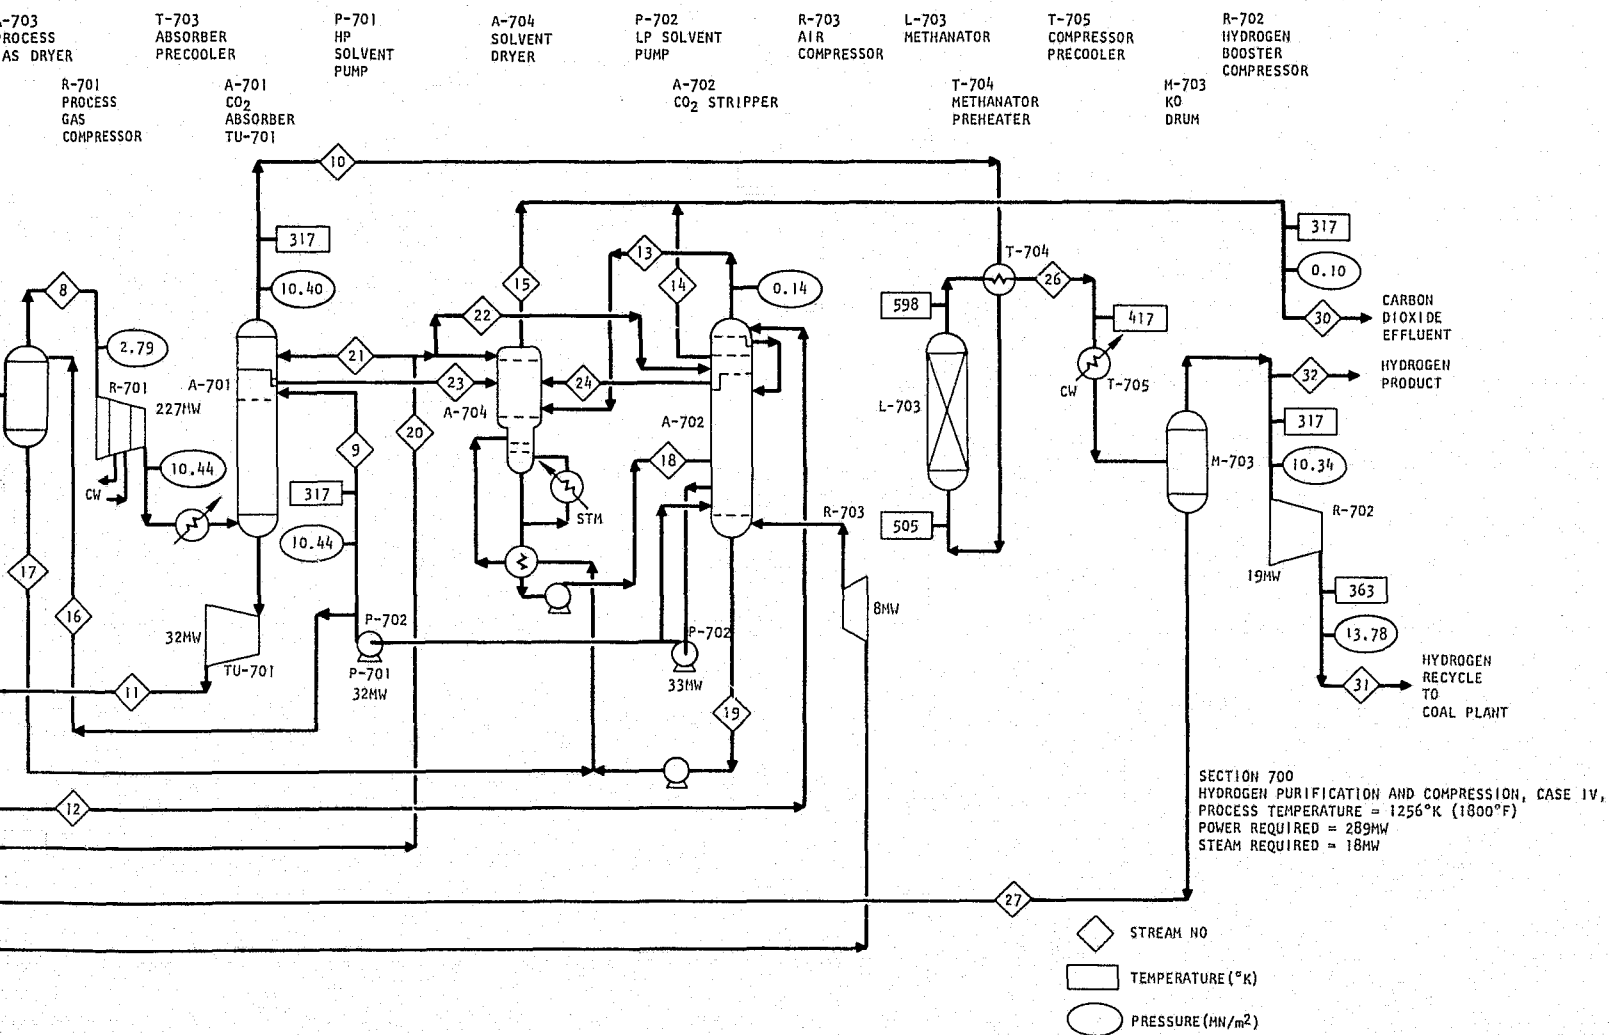 A-703
PROCESS
GAS DRYER
T-703
ABSORBER
PRECOOLER
P-701
HP
SOLVENT
PUMP
A-704
SOLVENT
DRYER
P-702
LP SOLVENT
PUMP
R-703
AIR
COMPRESSOR
L-703
METHANATOR
T-705
COMPRESSOR
PRECOOLER
R-702
HYDROGEN
BOOSTER
COMPRESSOR
R-701
PROCESS
GAS
COMPRESSOR
A-701
CO2
ABSORBER
TU-701
A-702
CO2 STRIPPER
T-704
METHANATOR
PREHEATER
M-703
KO
DRUM
10
317
10.40
8
2.79
R-701
A-701
227MW
10.44
CW
21
22
23
20
9
317
10.44
15
13
14
0.14
24
A-704
A-702
18
STM
R-703
8MW
17
16
32MW
TU-701
11
P-702
P-701
32MW
P-702
33MW
19
12
T-704
26
598
417
CW
T-705
L-703
505
317
0.10
30
CARBON
DIOXIDE
EFFLUENT
32
HYDROGEN
PRODUCT
317
10.34
M-703
R-702
19MW
363
13.78
31
HYDROGEN
RECYCLE
TO
COAL PLANT
SECTION 700
HYDROGEN PURIFICATION AND COMPRESSION, CASE IV,
PROCESS TEMPERATURE = 1256°K (1800°F)
POWER REQUIRED = 289MW
STEAM REQUIRED = 18MW
27
STREAM NO
TEMPERATURE(°K)
PRESSURE(MN/m2)